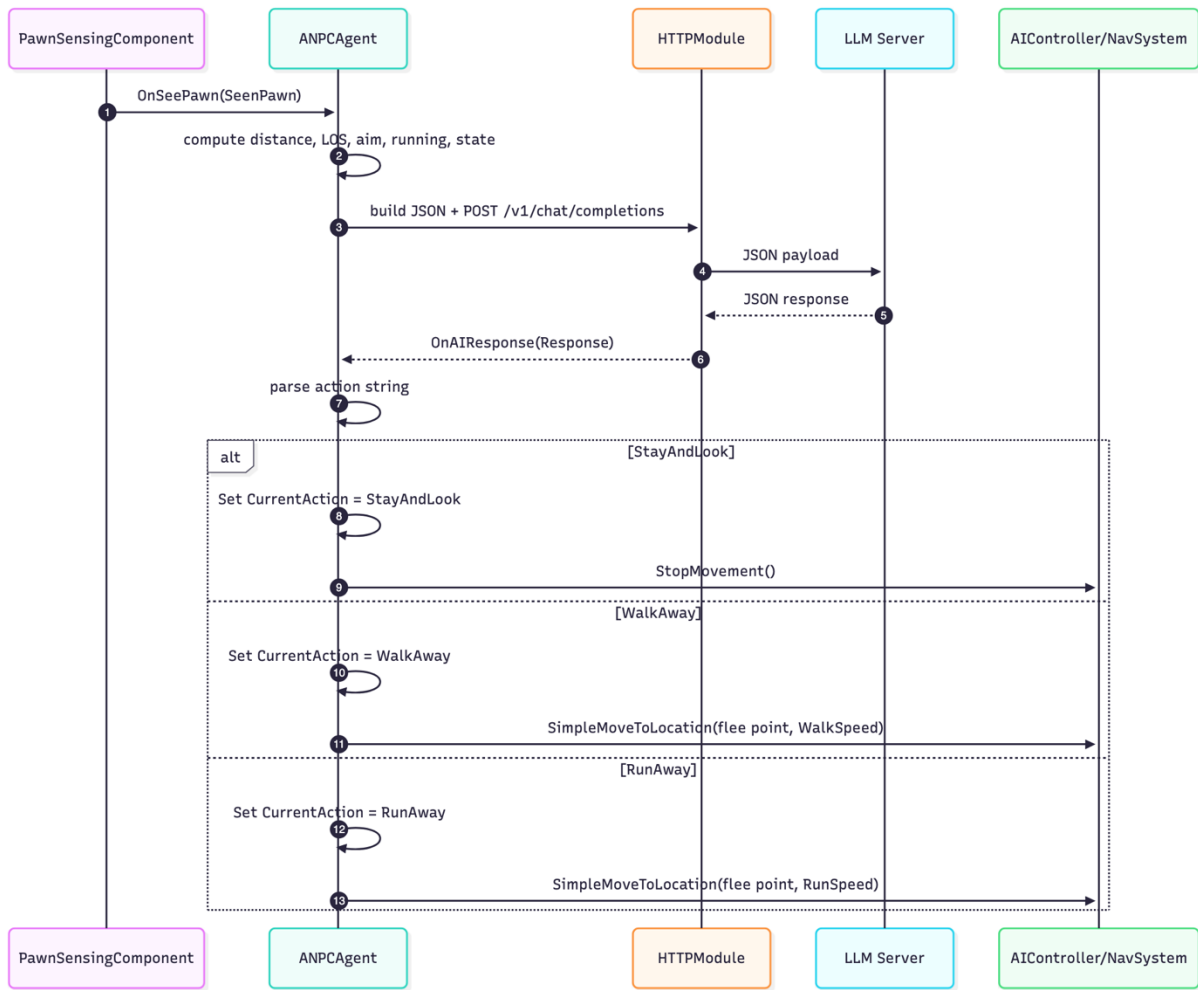 PawnSensingComponent
ANPCAgent
HTTPModule
LLM Server
AIController/NavSystem
OnSeePawn(SeenPawn)
1
compute distance, LOS, aim, running, state
2
build JSON + POST /v1/chat/completions
3
JSON payload
4
JSON response
5
OnAIResponse(Response)
6
parse action string
7
alt
[StayAndLook]
Set CurrentAction = StayAndLook
8
StopMovement()
9
[WalkAway]
Set CurrentAction = WalkAway
10
SimpleMoveToLocation(flee point, WalkSpeed)
11
[RunAway]
Set CurrentAction = RunAway
12
SimpleMoveToLocation(flee point, RunSpeed)
13
PawnSensingComponent
ANPCAgent
HTTPModule
LLM Server
AIController/NavSystem